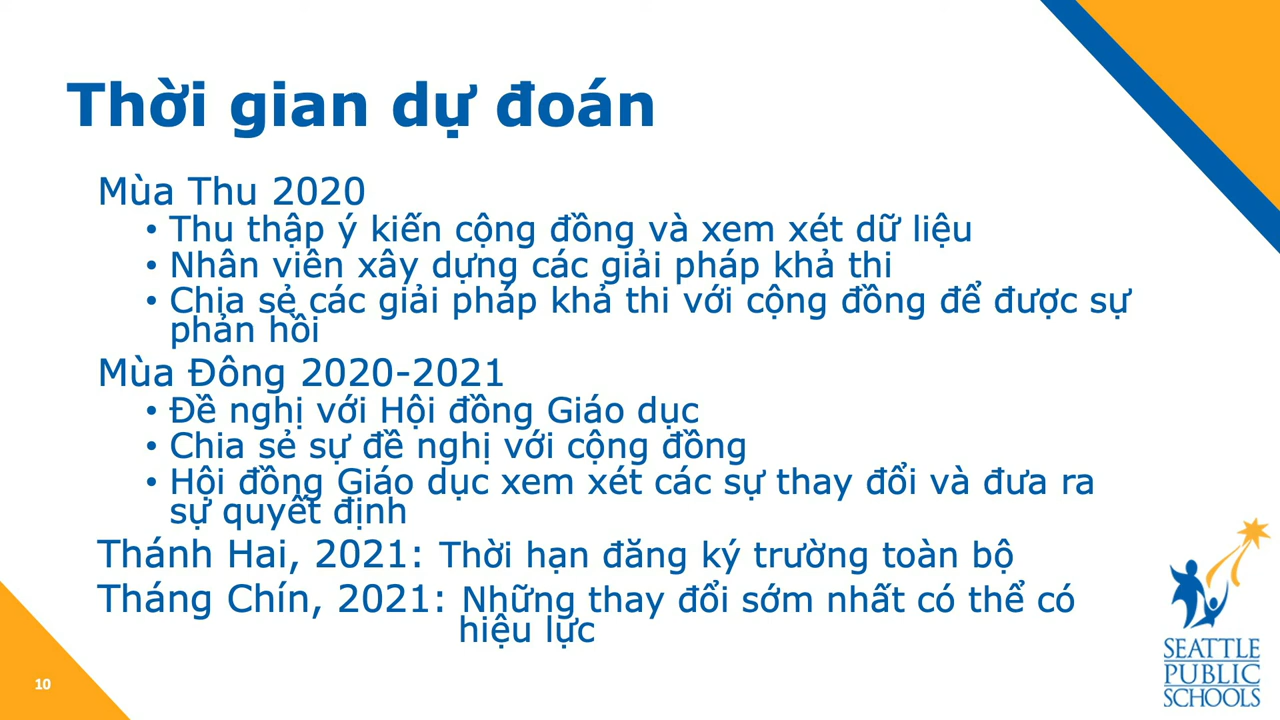 Thời gian dự đoán
Mùa Thu 2020
• Thu thập ý kiến cộng đồng và xem xét dữ liệu
• Nhân viên xây dựng các giải pháp khả thi
• Chia sẻ các giải pháp khả thi với cộng đồng để được sự
phản hồi
Mùa Đông 2020-2021
• Đề nghị với Hội đồng Giáo dục
• Chia sẻ sự đề nghị với cộng đồng
• Hội đồng Giáo dục xem xét các sự thay đổi và đưa ra
sự quyết định
Thánh Hai, 2021: Thời hạn đăng ký trường toàn bộ
Tháng Chín, 2021: Những thay đổi sớm nhất có thể có
hiệu lực
10
SEATTLE
PUBLIC
SCHOOLS